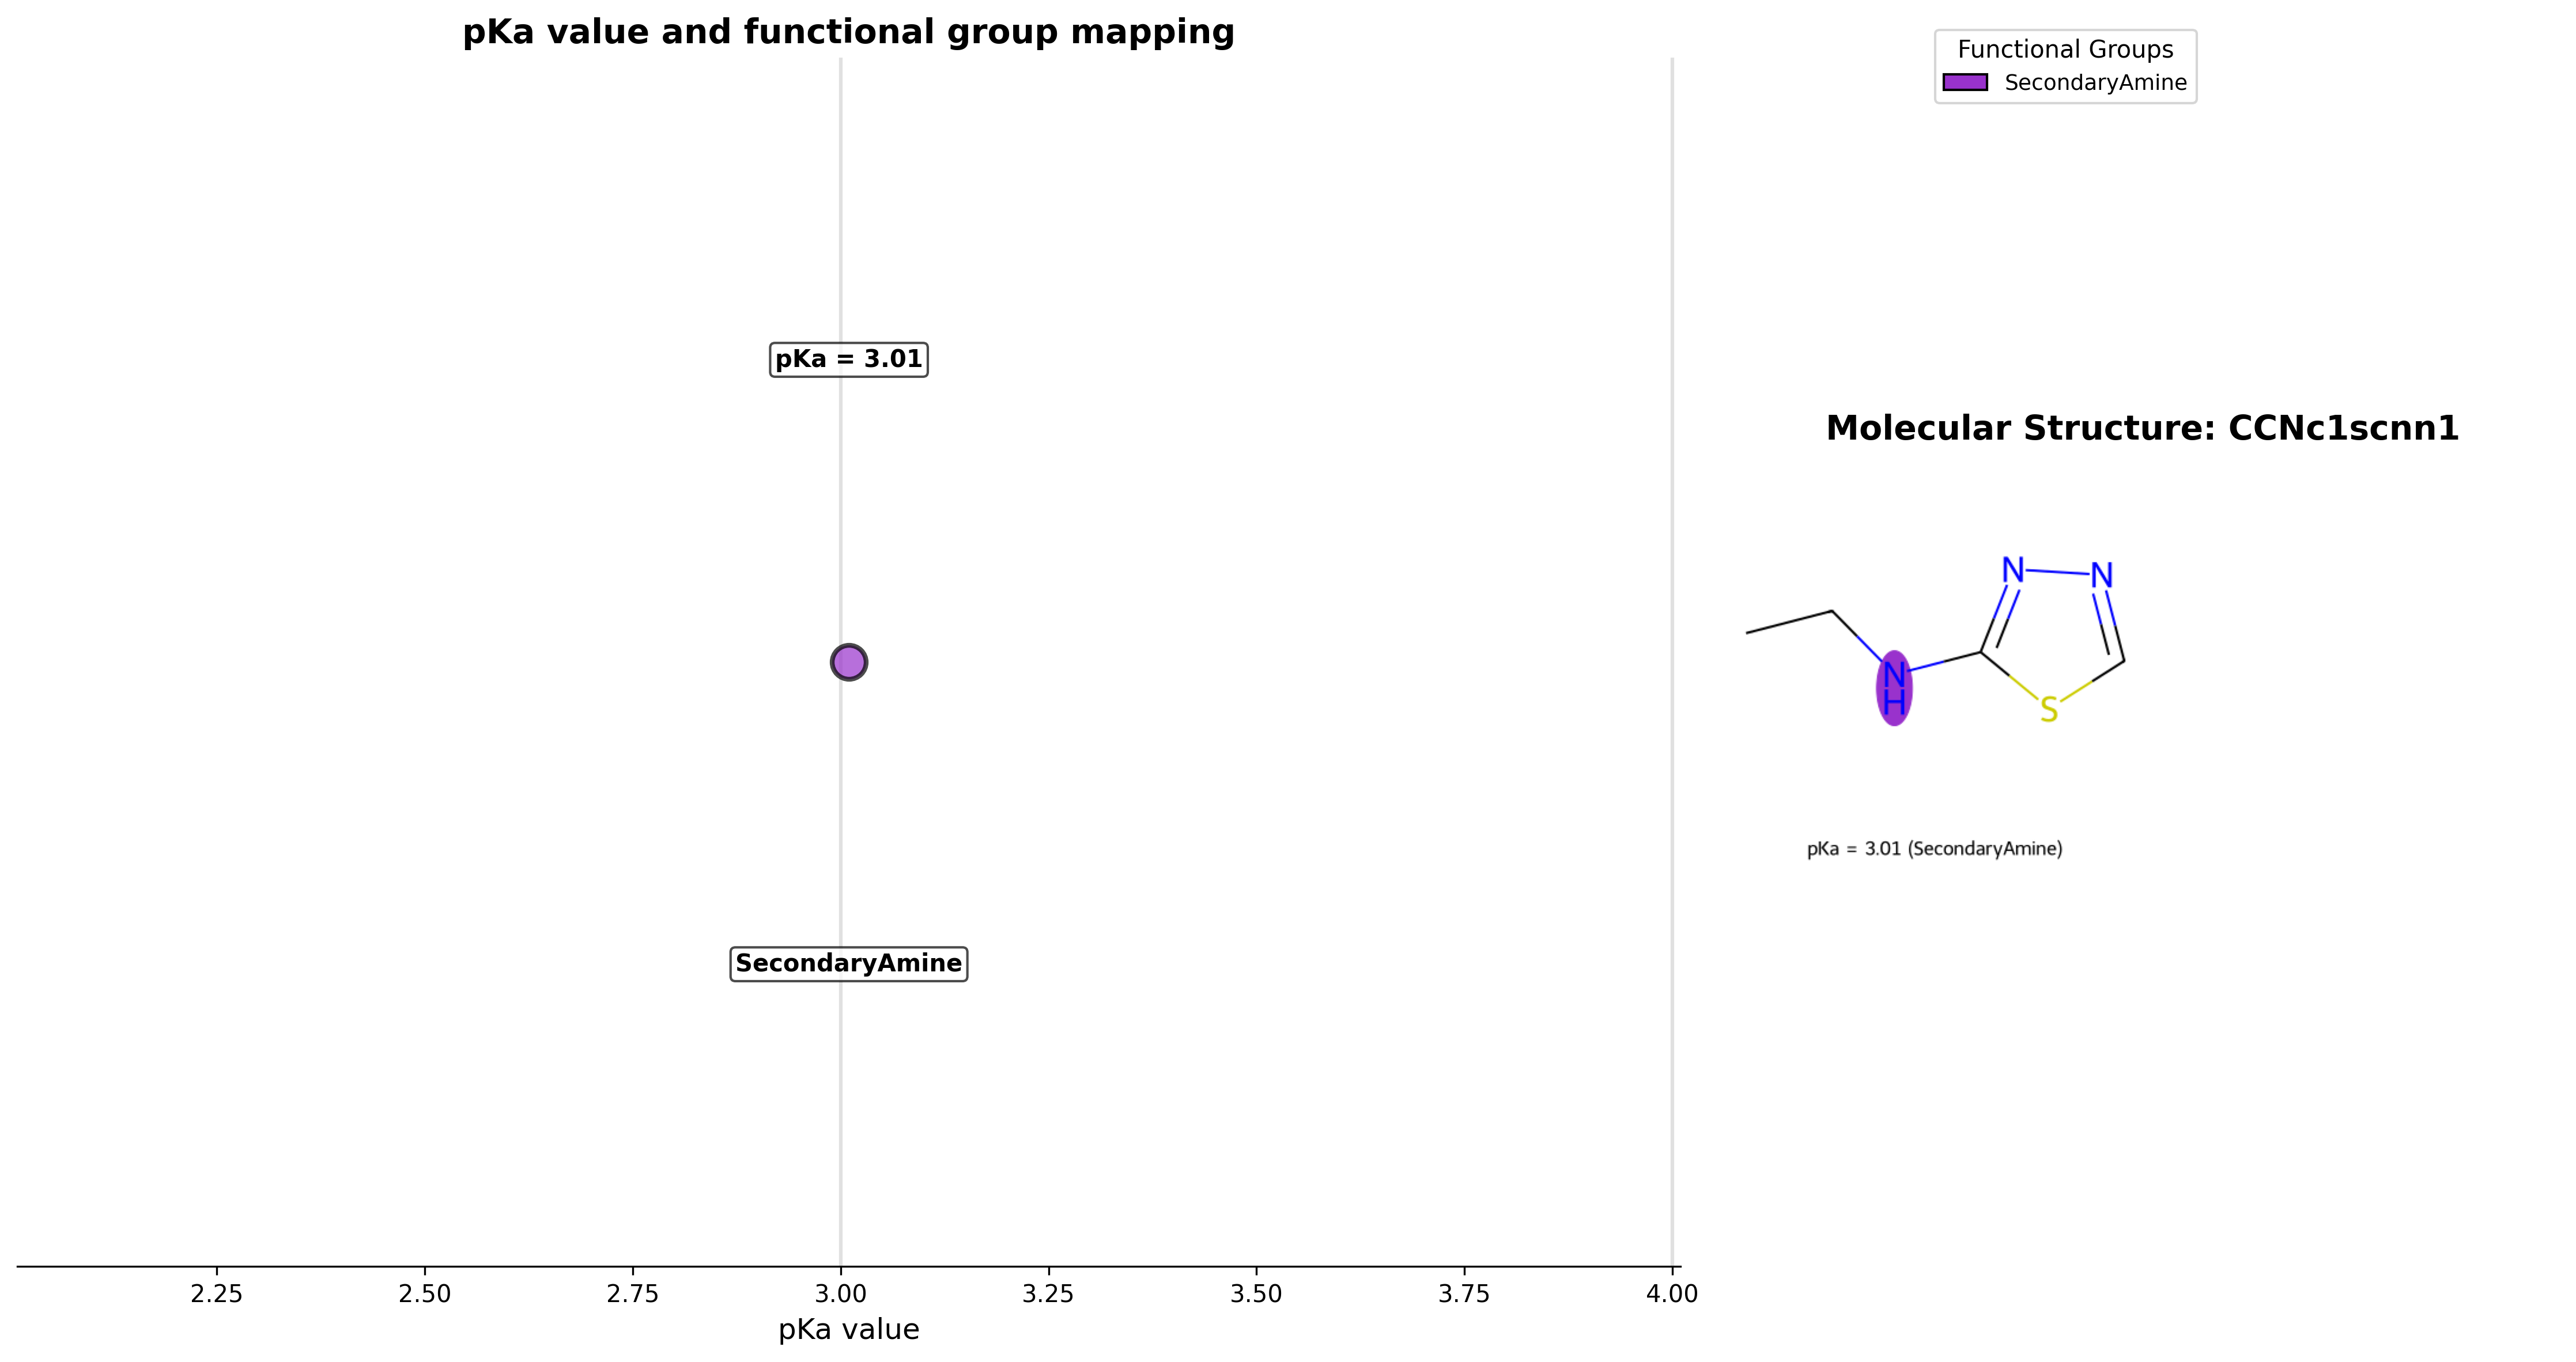 pKa value and functional group mapping
Functional Groups
SecondaryAmine
pKa = 3.01
SecondaryAmine
2.25 2.50 2.75 3.00 3.25 3.50 3.75 4.00
pKa value
Molecular Structure: CCNc1scnn1
N N
N
H
S
pKa = 3.01 (SecondaryAmine)